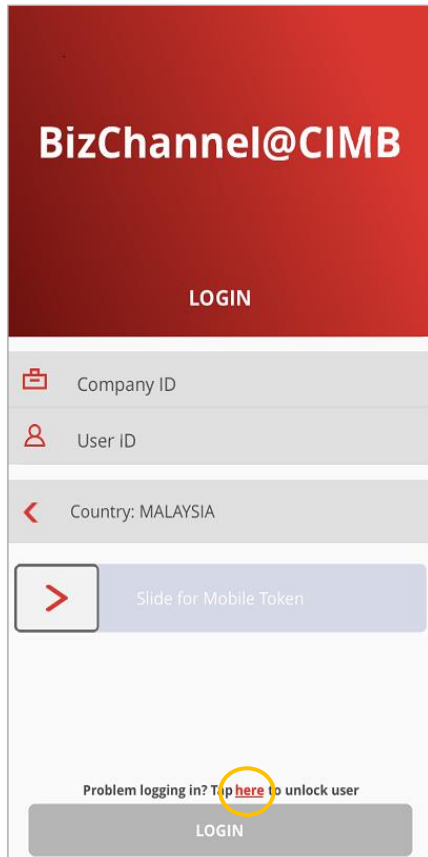 BizChannel@CIMB
LOGIN
Company ID
User iD
Country: MALAYSIA
Slide for Mobile Token
Problem logging in? Tap here to unlock user
LOGIN